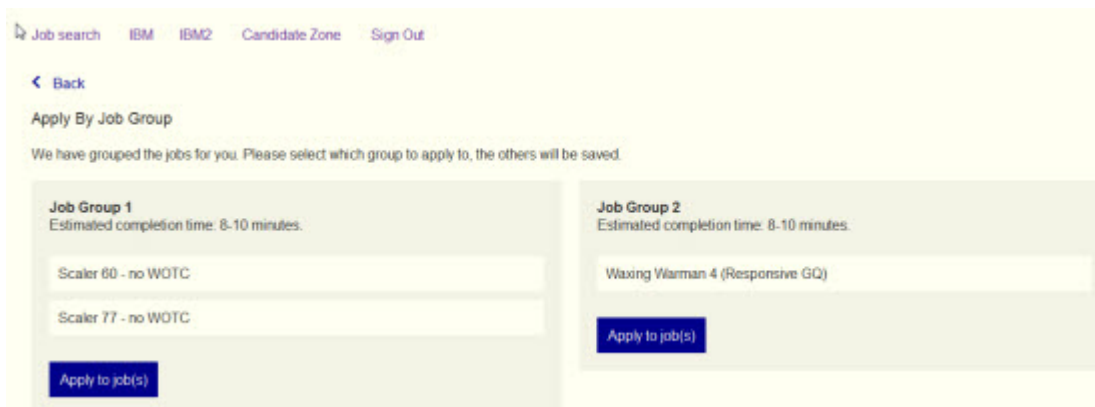 Job search IBM IBM2 Candidate Zone Sign Out
Back
Apply By Job Group
We have grouped the jobs for you. Please select which group to apply to, the others will be saved.
Job Group 1
Estimated completion time: 8-10 minutes.
Scaler 60 - no WOTC
Scaler 77 - no WOTC
Apply to job(s)
Job Group 2
Estimated completion time: 8-10 minutes.
Waxing Warman 4 (Responsive GQ)
Apply to job(s)